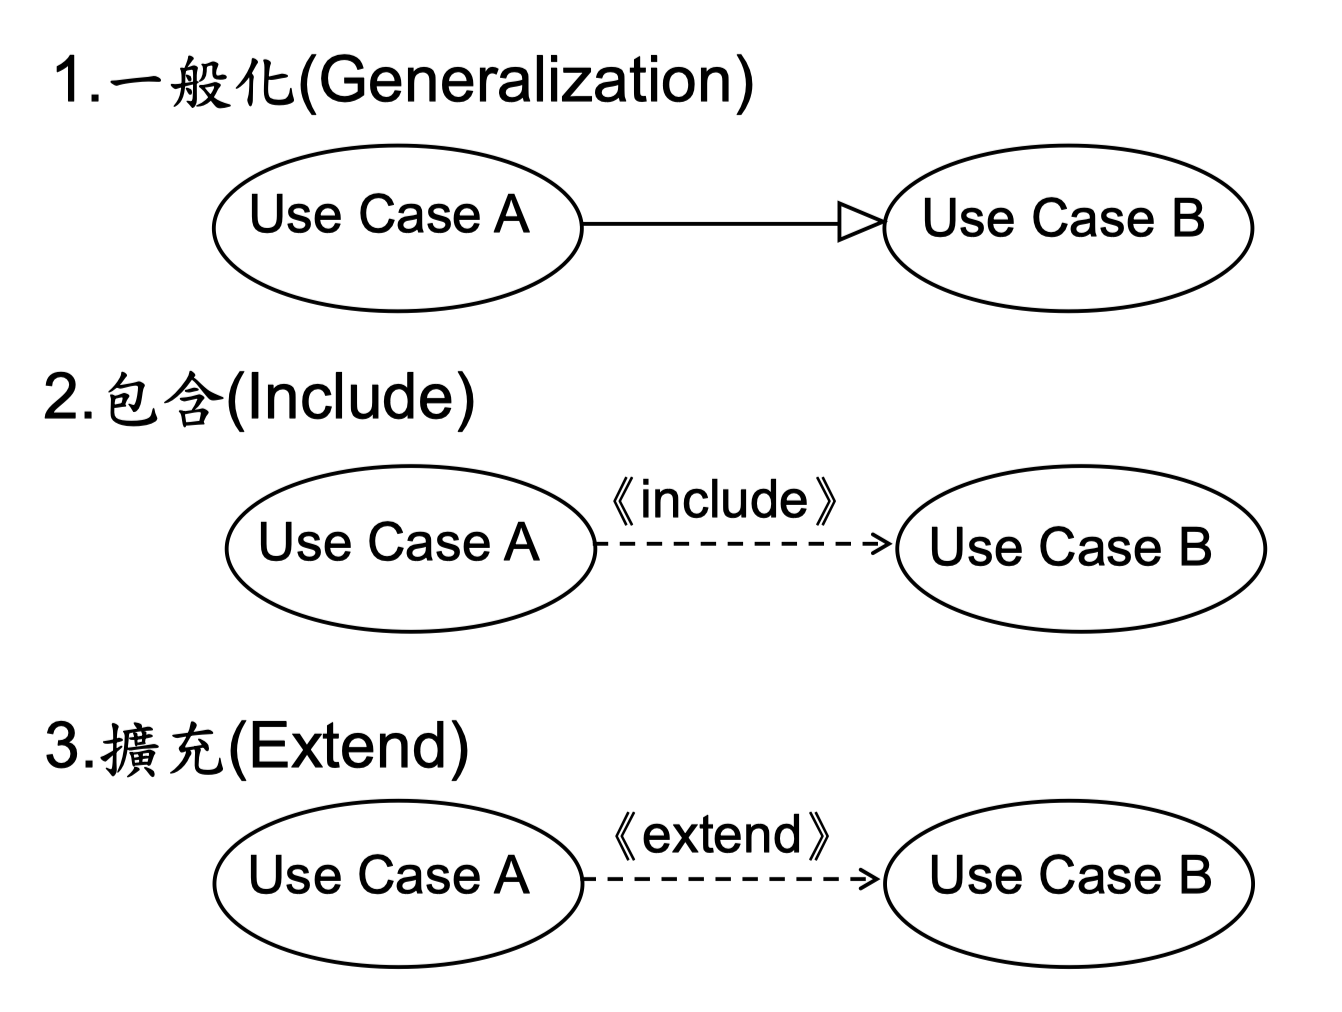 1.一般化(Generalization)
Use Case A
Use Case B
2.包含(Include)
《include》
Use Case A
Use Case B
3.擴充(Extend)
《extend》
Use Case A
Use Case B